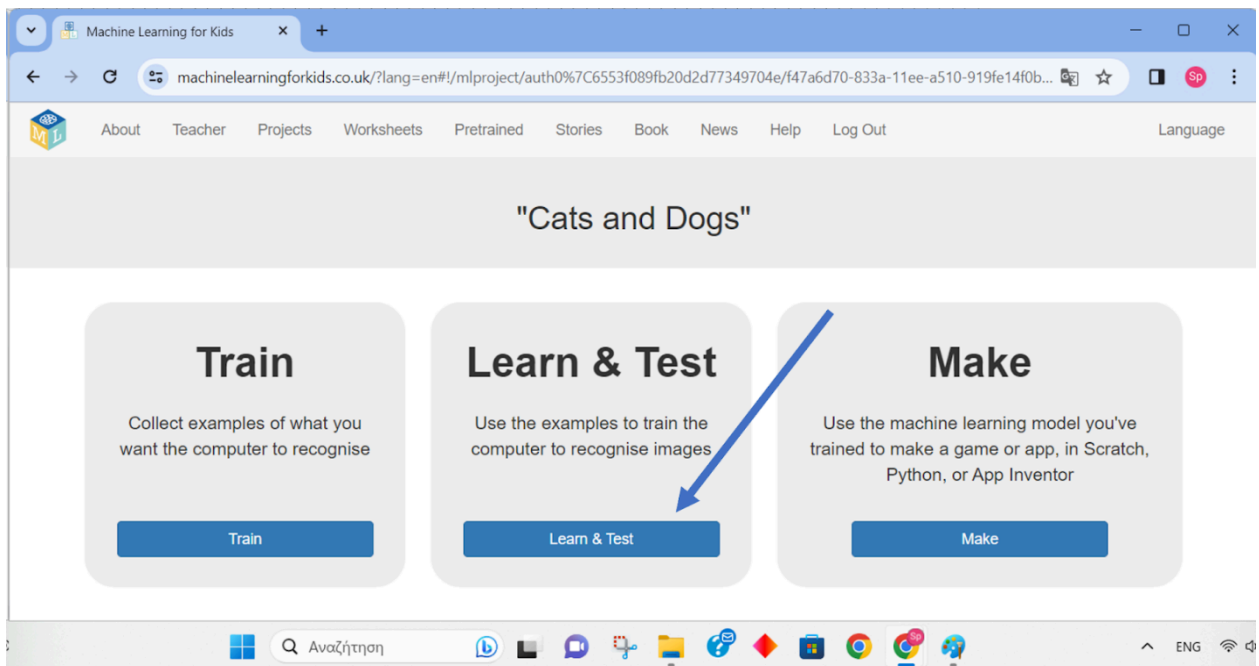 Machine Learning for Kids
machinelearningforkids.co.uk/?lang=en#!/mlproject/auth0%7C6553f089fb20d2d77349704e/f47a6d70-833a-11ee-a510-919fe14f0b...
Sp
ML
About Teacher Projects Worksheets Pretrained Stories Book News Help Log Out Language
"Cats and Dogs"
Train
Collect examples of what you
want the computer to recognise
Train
Learn & Test
Use the examples to train the
computer to recognise images
Learn & Test
Make
Use the machine learning model you've
trained to make a game or app, in Scratch,
Python, or App Inventor
Make
Αναζήτηση
Sp
ENG